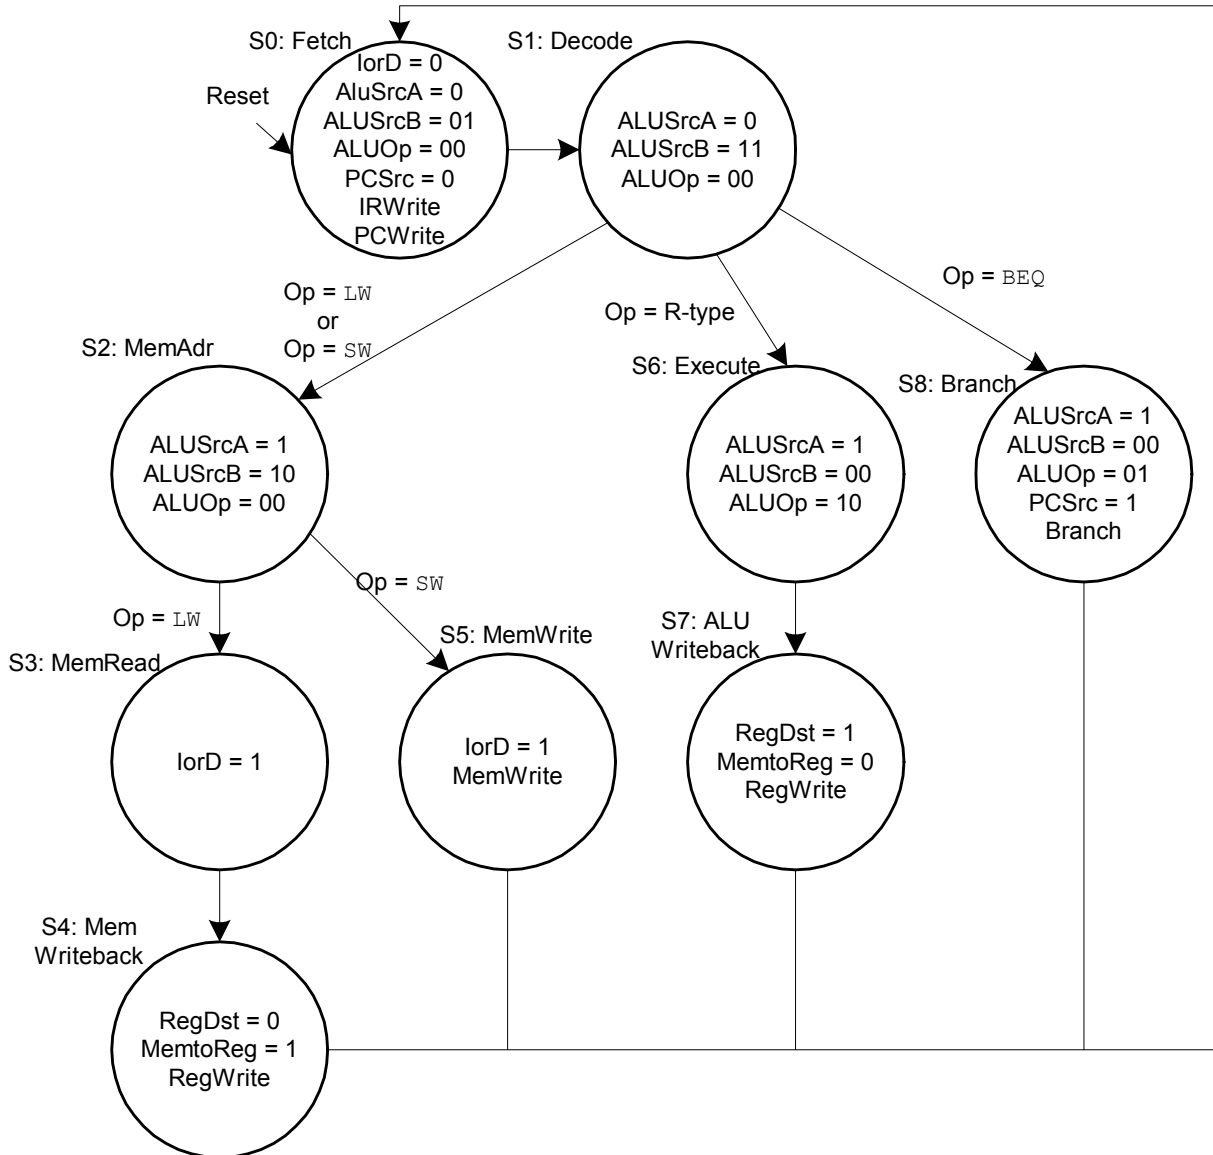 S0: Fetch
S1: Decode
Reset
IorD = 0
AluSrcA = 0
ALUSrcB = 01
ALUOp = 00
PCSrc = 0
IRWrite
PCWrite
ALUSrcA = 0
ALUSrcB = 11
ALUOp = 00
Op = LW
or
Op = SW
Op = R-type
Op = BEQ
S2: MemAdr
S6: Execute
S8: Branch
ALUSrcA = 1
ALUSrcB = 10
ALUOp = 00
ALUSrcA = 1
ALUSrcB = 00
ALUOp = 10
ALUSrcA = 1
ALUSrcB = 00
ALUOp = 01
PCSrc = 1
Branch
Op = LW
Op = SW
S3: MemRead
S5: MemWrite
S7: ALU
Writeback
IorD = 1
IorD = 1
MemWrite
RegDst = 1
MemtoReg = 0
RegWrite
S4: Mem
Writeback
RegDst = 0
MemtoReg = 1
RegWrite